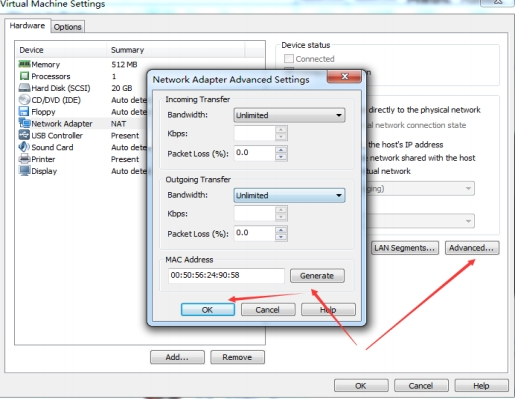 Virtual Machine Settings
Hardware Options
Device Summary
Memory 512 MB
Processors 1
Hard Disk (SCSI) 20 GB
CD/DVD (IDE) Auto dete
Floppy Auto dete
Network Adapter NAT
USB Controller Present
Sound Card Auto dete
Printer Present
Display Auto dete
Add... Remove
Device status
Connected
Network Adapter Advanced Settings
Incoming Transfer
Bandwidth: Unlimited
Kbps:
Packet Loss (%): 0.0
Outgoing Transfer
Bandwidth: Unlimited
Kbps:
Packet Loss (%): 0.0
MAC Address
00:50:56:24:90:58 Generate
OK Cancel Help
directly to the physical network
network connection state
the host's IP address
network shared with the host
network
LAN Segments... Advanced...
OK Cancel Help